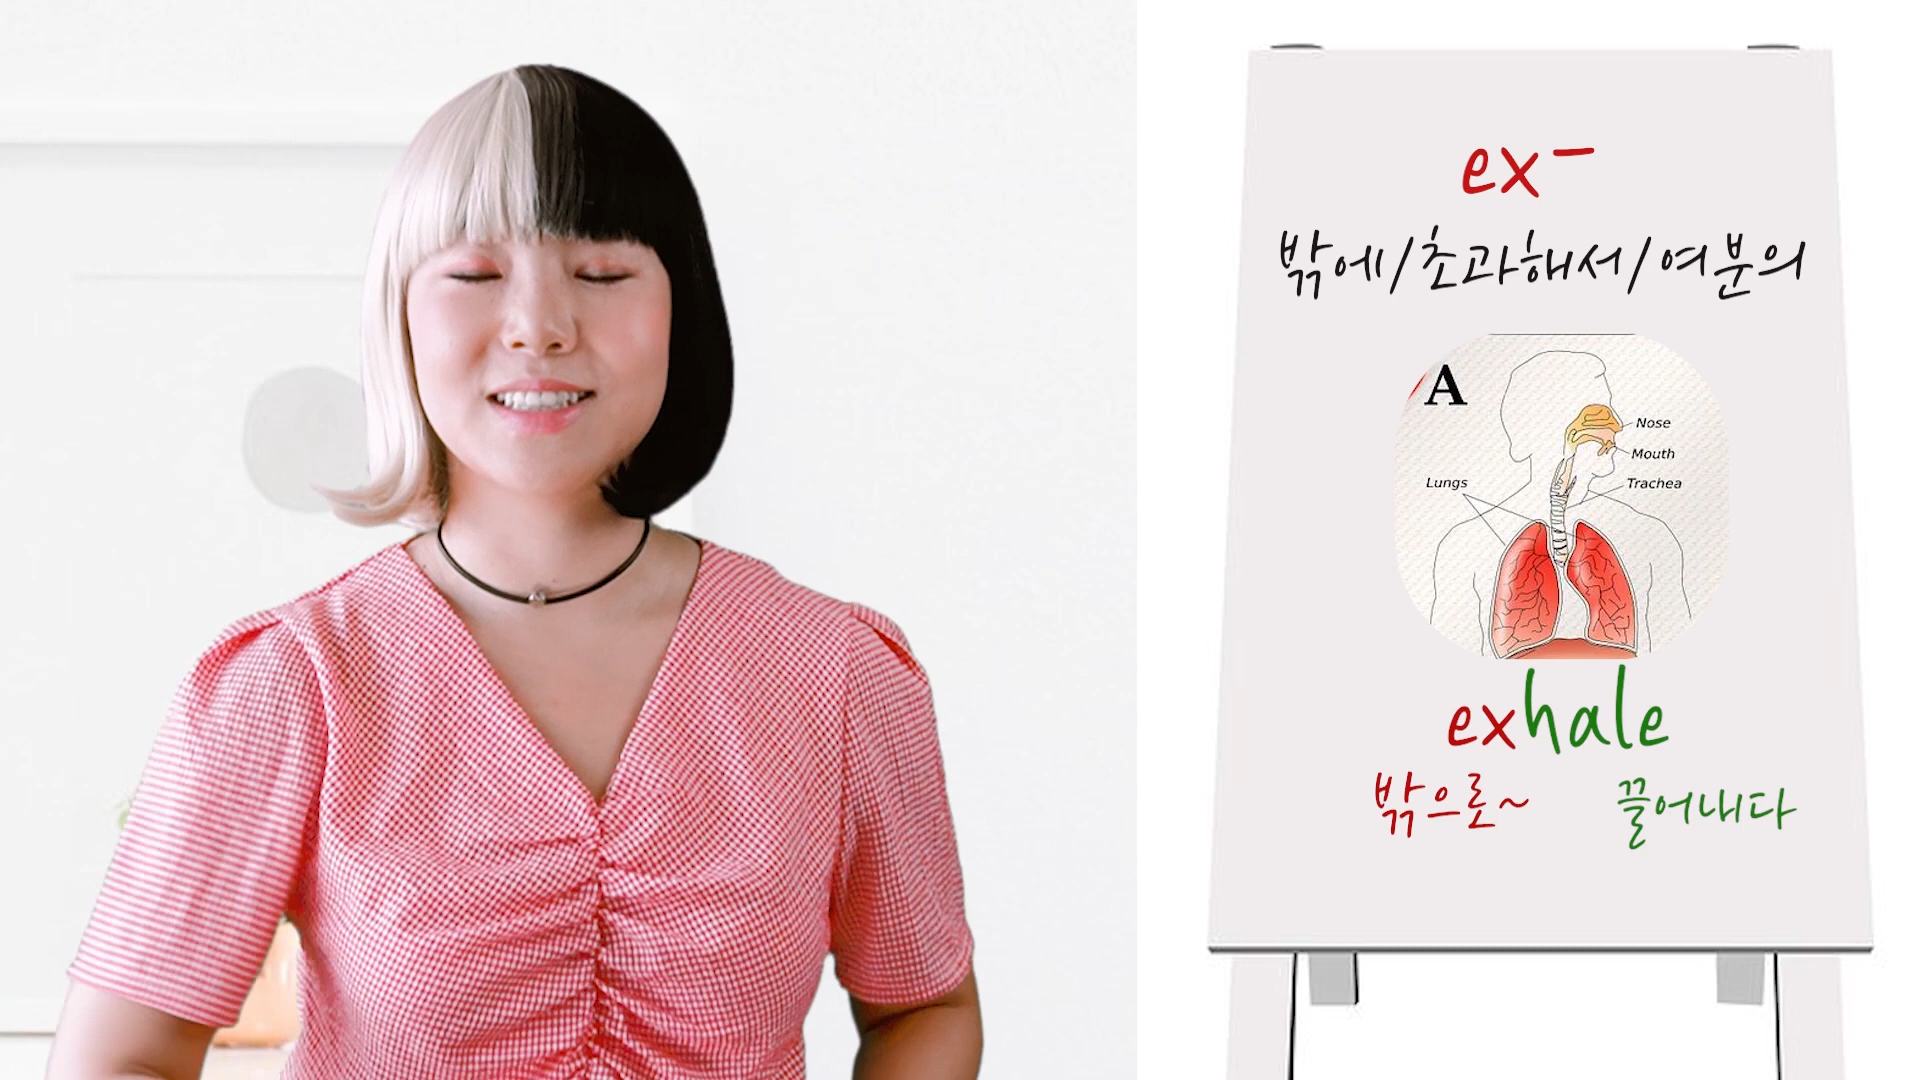 ex-
밖에/초과해서/여분의
A
Nose
Mouth
Trachea
Lungs
exhale
밖으로~ 끌어내다